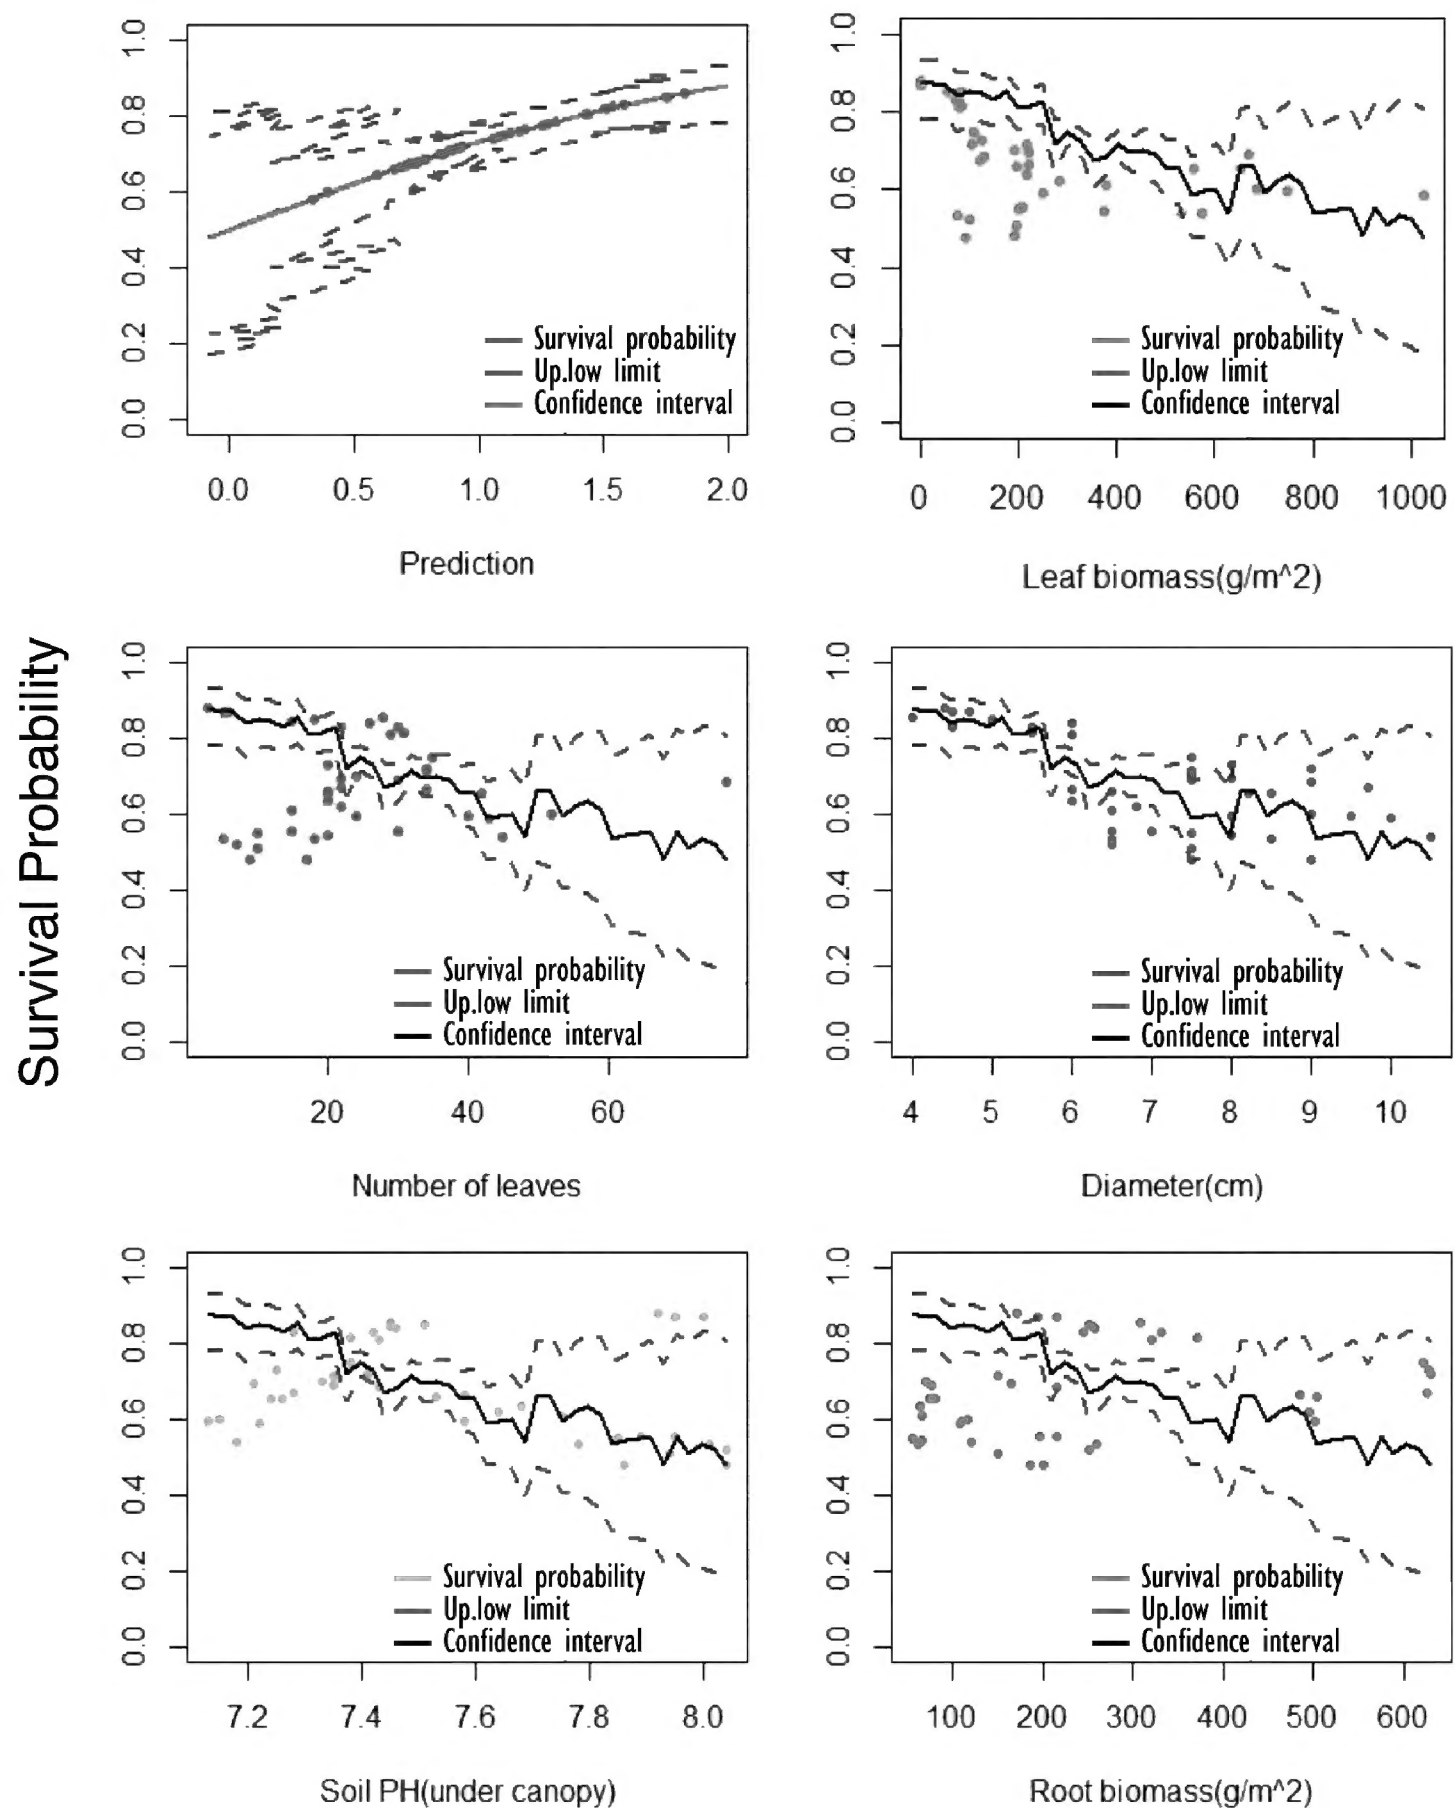 Survival Probability
1.0
0.8
0.6
0.4
0.2
0.0
Survival probability
Up.low limit
Confidence interval
0.0 0.5 1.0 1.5 2.0
Prediction
1.0
0.8
0.6
0.4
0.2
0.0
Survival probability
Up.low limit
Confidence interval
0 200 400 600 800 1000
Leaf biomass(g/m^2)
1.0
0.8
0.6
0.4
0.2
0.0
Survival probability
Up.low limit
Confidence interval
20 40 60
Number of leaves
1.0
0.8
0.6
0.4
0.2
0.0
Survival probability
Up.low limit
Confidence interval
4 5 6 7 8 9 10
Diameter(cm)
1.0
0.8
0.6
0.4
0.2
0.0
Survival probability
Up.low limit
Confidence interval
7.2 7.4 7.6 7.8 8.0
Soil PH(under canopy)
1.0
0.8
0.6
0.4
0.2
0.0
Survival probability
Up.low limit
Confidence interval
100 200 300 400 500 600
Root biomass(g/m^2)